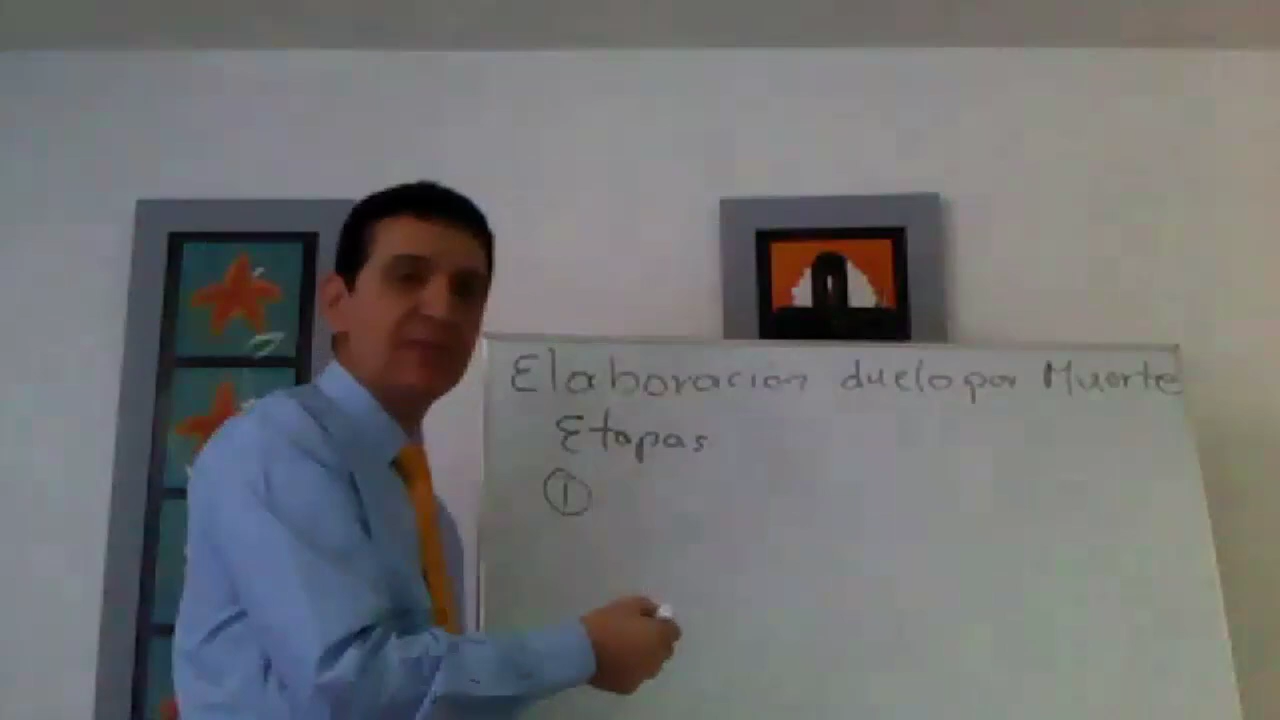 Elaboración duelo por Muerte
Etapas
①